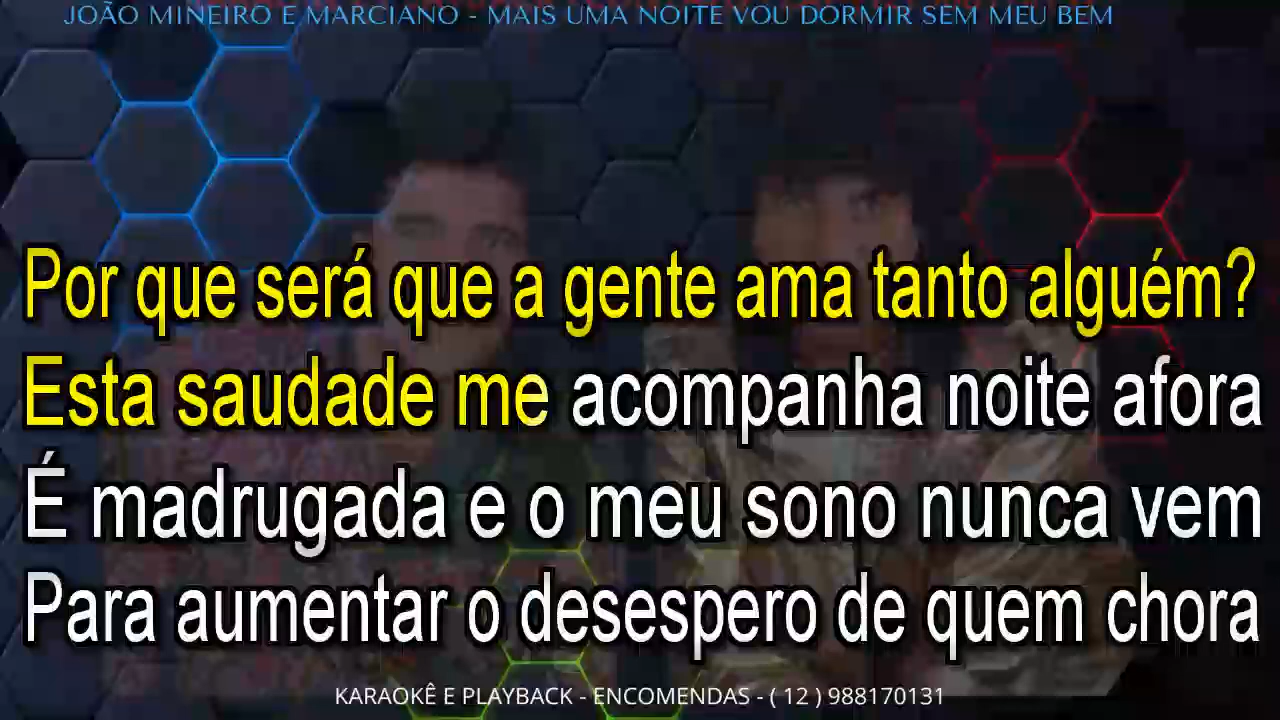 JOÃO MINEIRO E MARCIANO - MAIS UMA NOITE VOU DORMIR SEM MEU BEM
Por que será que a gente ama tanto alguém?
Esta saudade me acompanha noite afora
É madrugada e o meu sono nunca vem
Para aumentar o desespero de quem chora
KARAOKÊ E PLAYBACK - ENCOMENDAS - ( 12 ) 988170131